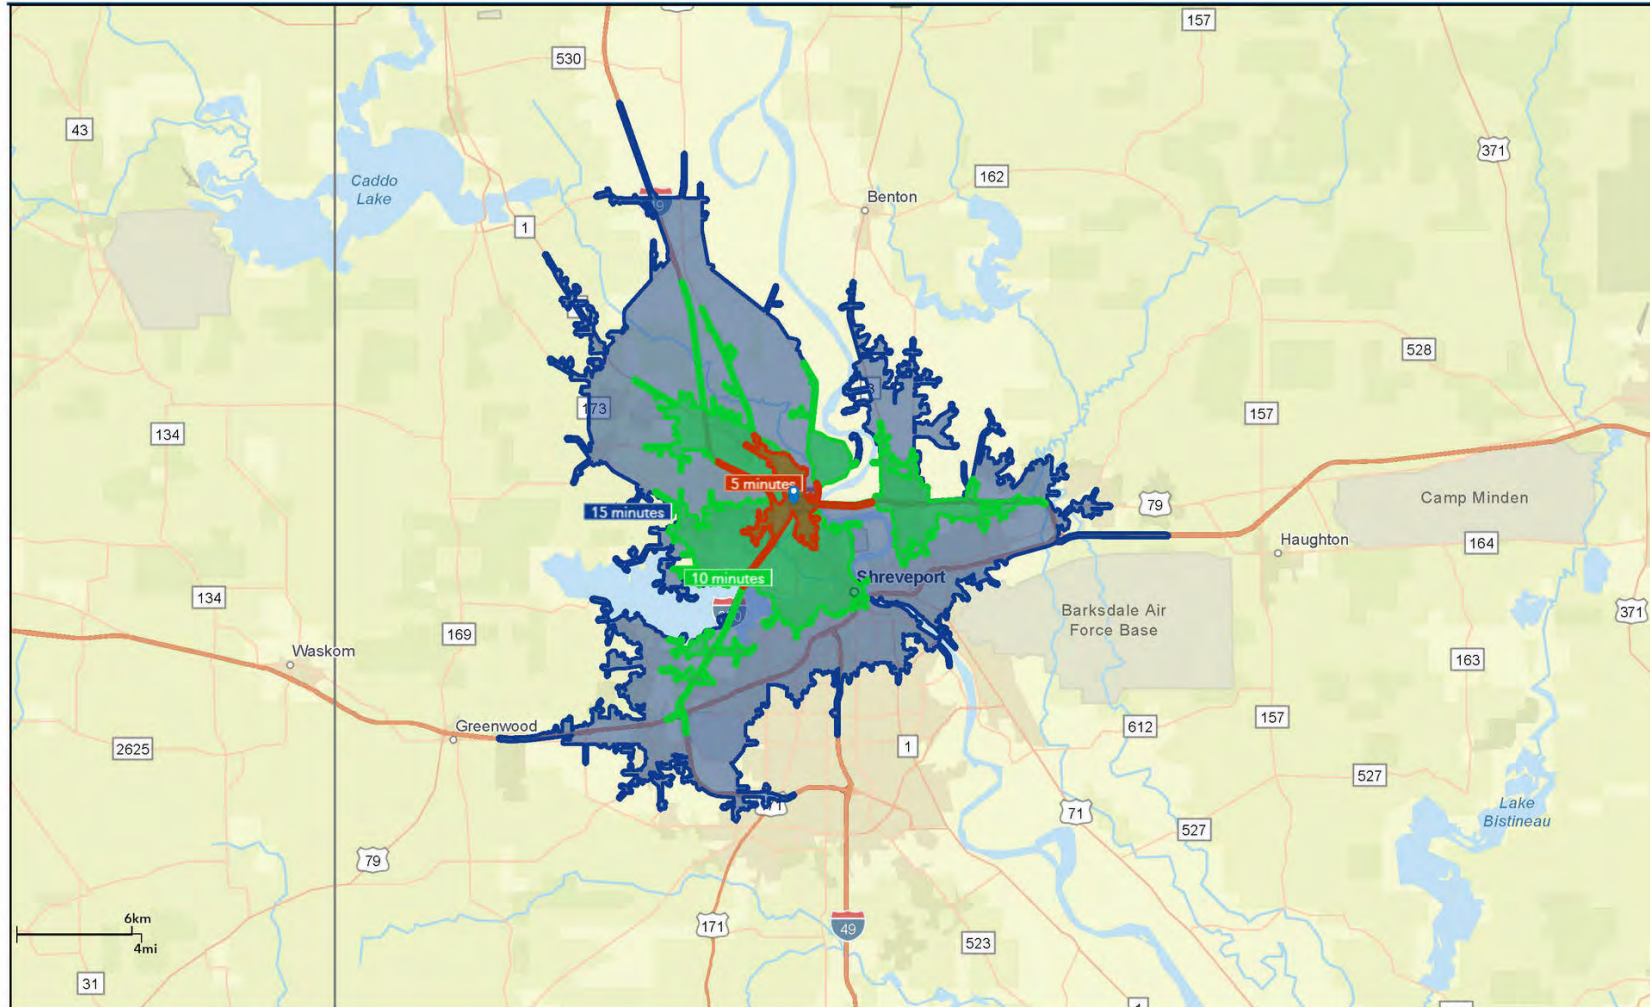 157
530
43
371
162
Caddo
Lake
Benton
1
528
3
173
157
134
5 minutes
Camp Minden
79
15 minutes
Haughton
164
10 minutes
Shreveport
134
Barksdale Air
Force Base
371
169
Waskom
163
157
Greenwood
612
2625
1
527
Lake
Bistineau
71
527
79
6km
4mi
171
49
523
31
1